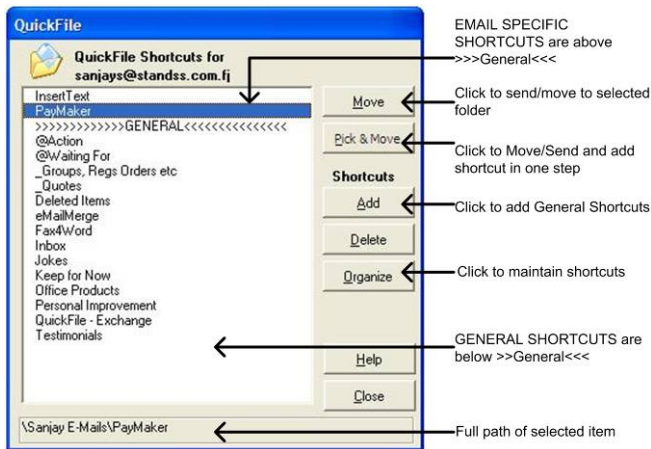 QuickFile
QuickFile Shortcuts for
sanjays@standss.com.fj
InsertText
PayMaker
>>>>>>>>>>>>>GENERAL<<<<<<<<<<<<<<<
@Action
@Waiting For
_Groups, Regs Orders etc
_Quotes
Deleted Items
eMailMerge
Fax4Word
Inbox
Jokes
Keep for Now
Office Products
Personal Improvement
QuickFile - Exchange
Testimonials
Move
Pick & Move
Shortcuts
Add
Delete
Organize
Help
Close
\Sanjay E-Mails\PayMaker
EMAIL SPECIFIC
SHORTCUTS are above
>>>General<<<
Click to send/move to selected
folder
Click to Move/Send and add
shortcut in one step
Click to add General Shortcuts
Click to maintain shortcuts
GENERAL SHORTCUTS are
below >>General<<<
Full path of selected item